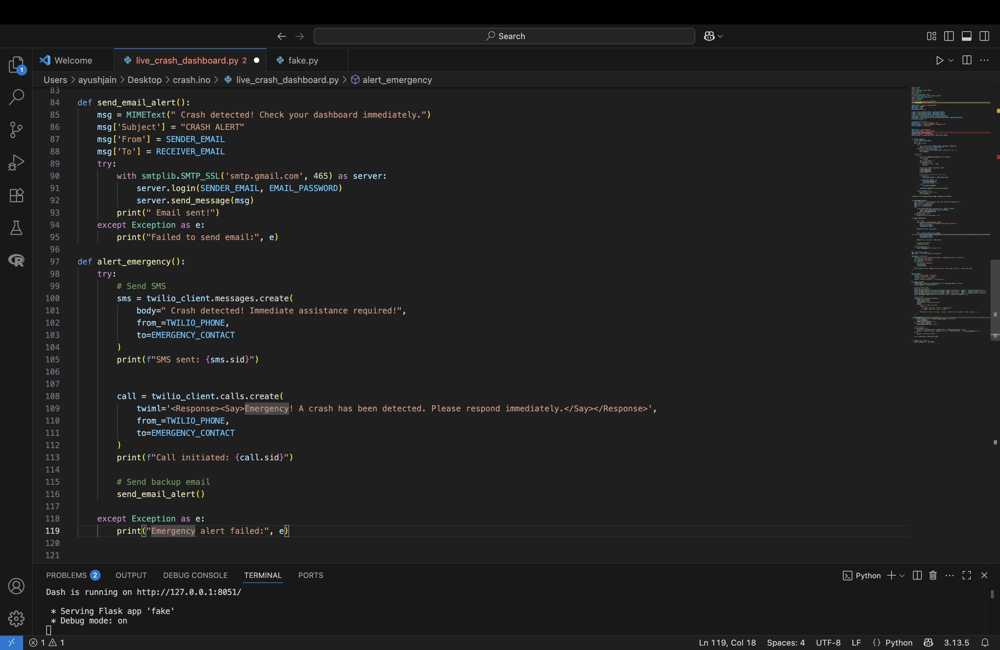 Search
Welcome
live_crash_dashboard.py 2
fake.py
1
Users > ayushjain > Desktop > crash.ino > live_crash_dashboard.py > alert_emergency
83
84 def send_email_alert():
85     msg = MIMEText(" Crash detected! Check your dashboard immediately.")
86     msg['Subject'] = "CRASH ALERT"
87     msg['From'] = SENDER_EMAIL
88     msg['To'] = RECEIVER_EMAIL
89     try:
90         with smtplib.SMTP_SSL('smtp.gmail.com', 465) as server:
91             server.login(SENDER_EMAIL, EMAIL_PASSWORD)
92             server.send_message(msg)
93         print(" Email sent!")
94     except Exception as e:
95         print("Failed to send email:", e)
96
97 def alert_emergency():
98     try:
99         # Send SMS
100         sms = twilio_client.messages.create(
101             body=" Crash detected! Immediate assistance required!",
102             from_=TWILIO_PHONE,
103             to=EMERGENCY_CONTACT
104         )
105         print(f"SMS sent: {sms.sid}")
106
107
108         call = twilio_client.calls.create(
109             twiml='<Response><Say>Emergency! A crash has been detected. Please respond immediately.</Say></Response>',
110             from_=TWILIO_PHONE,
111             to=EMERGENCY_CONTACT
112         )
113         print(f"Call initiated: {call.sid}")
114
115         # Send backup email
116         send_email_alert()
117
118     except Exception as e:
119         print("Emergency alert failed:", e)
120
121
PROBLEMS 2 OUTPUT DEBUG CONSOLE TERMINAL PORTS
Python
Dash is running on http://127.0.0.1:8051/
* Serving Flask app 'fake'
* Debug mode: on
1 1
Ln 119, Col 18 Spaces: 4 UTF-8 LF {} Python 3.13.5